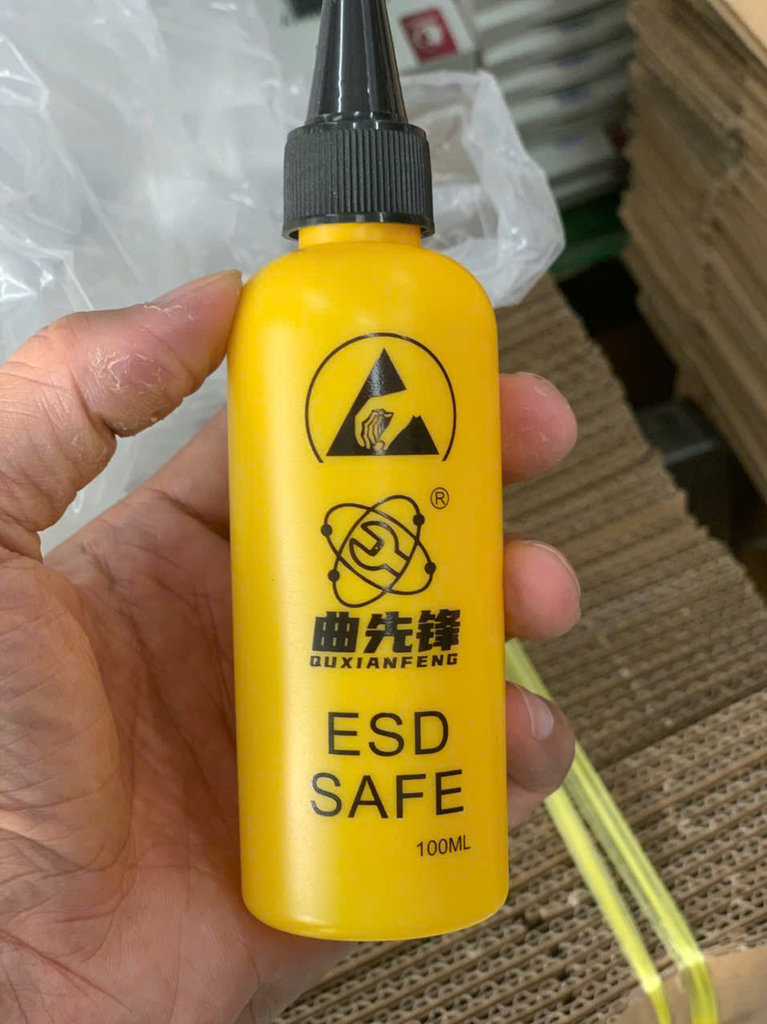 ®
曲先锋
QUXIANFENG
ESD
SAFE
100ML